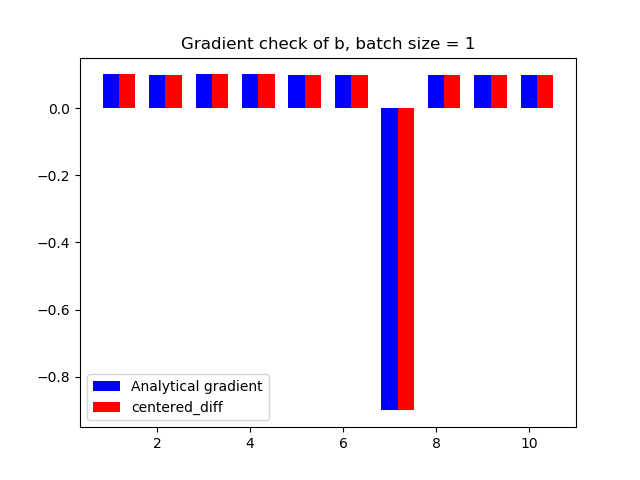 Gradient check of b, batch size = 1
0.0
−0.2
−0.4
−0.6
−0.8
Analytical gradient
centered_diff
2 4 6 8 10